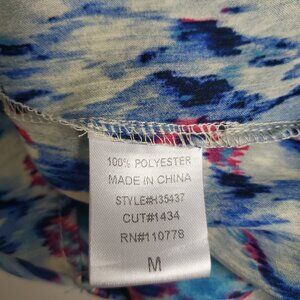 100% POLYESTER
MADE IN CHINA
STYLE#H35437
CUT#1434
RN#110778
M